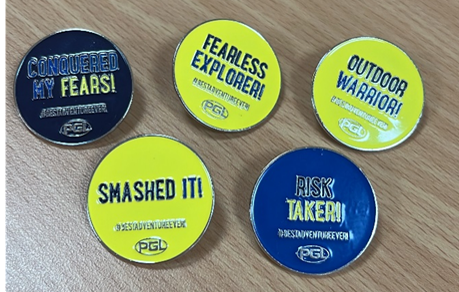 CONQUERED
MY FEARS!
#BESTADVENTUREEVER!
PGL
FEARLESS
EXPLORER!
#BESTADVENTUREEVER!
PGL
OUTDOOR
WARRIOR!
PGL
SMASHED IT!
#BESTADVENTUREEVER!
PGL
RISK
TAKER!
#BESTADVENTUREEVER!
PGL